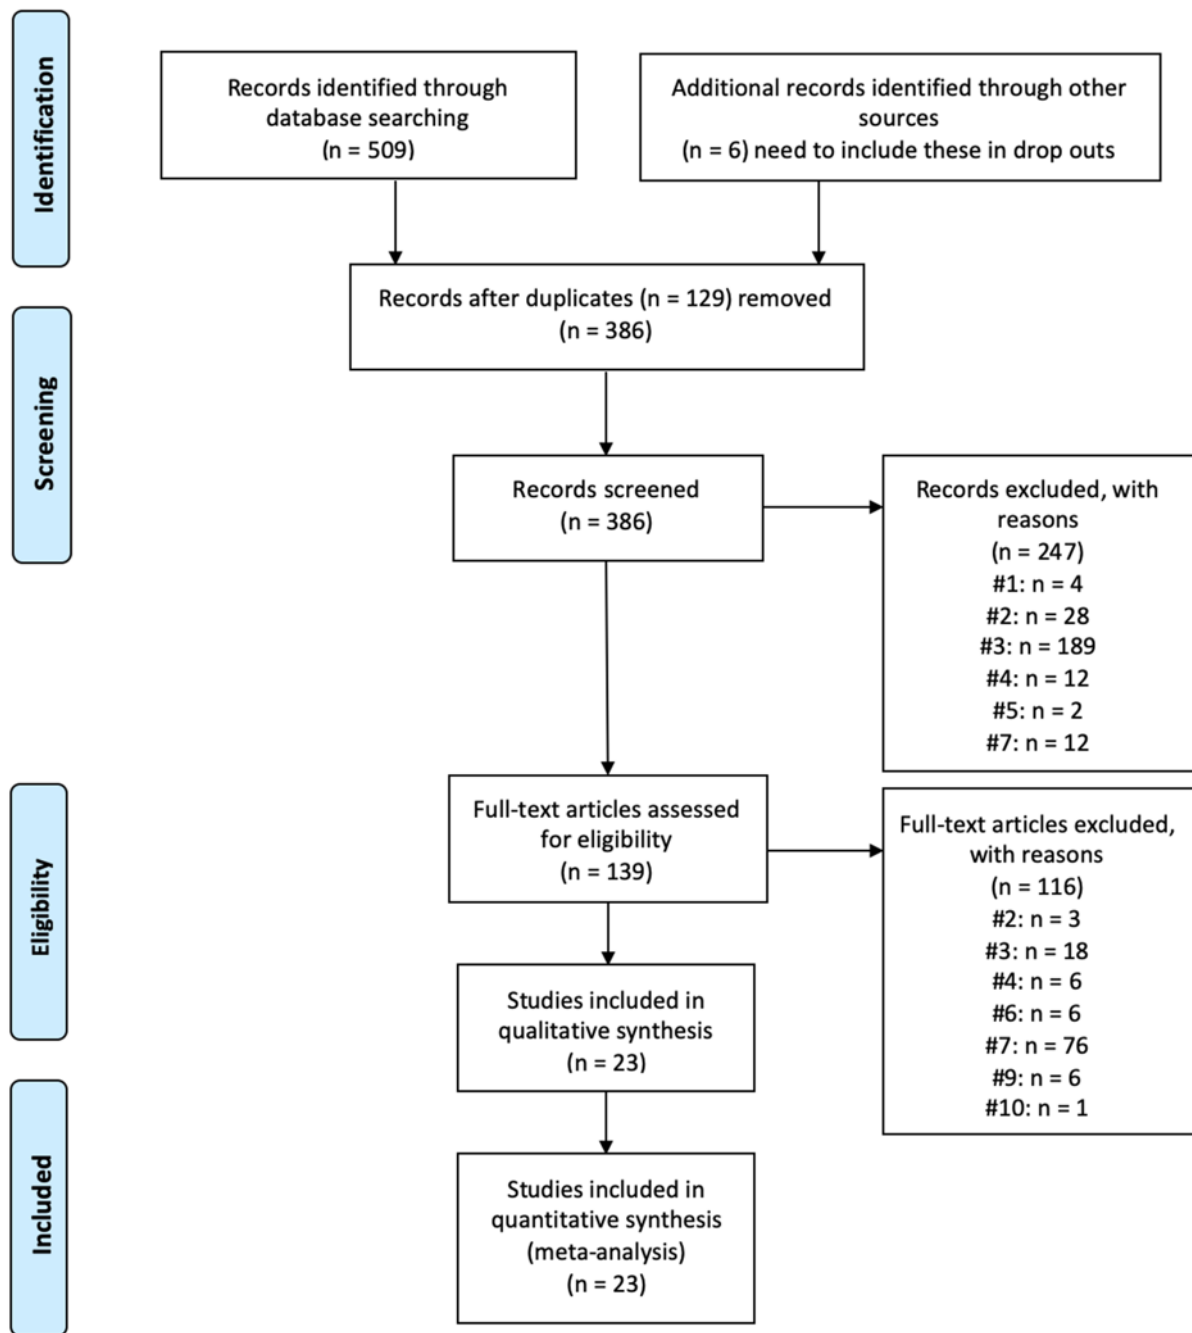 Identification
Records identified through
database searching
(n = 509)
Additional records identified through other
sources
(n = 6) need to include these in drop outs
Records after duplicates (n = 129) removed
(n = 386)
Screening
Records screened
(n = 386)
Records excluded, with
reasons
(n = 247)
#1: n = 4
#2: n = 28
#3: n = 189
#4: n = 12
#5: n = 2
#7: n = 12
Eligibility
Full-text articles assessed
for eligibility
(n = 139)
Full-text articles excluded,
with reasons
(n = 116)
#2: n = 3
#3: n = 18
#4: n = 6
#6: n = 6
#7: n = 76
#9: n = 6
#10: n = 1
Studies included in
qualitative synthesis
(n = 23)
Included
Studies included in
quantitative synthesis
(meta-analysis)
(n = 23)